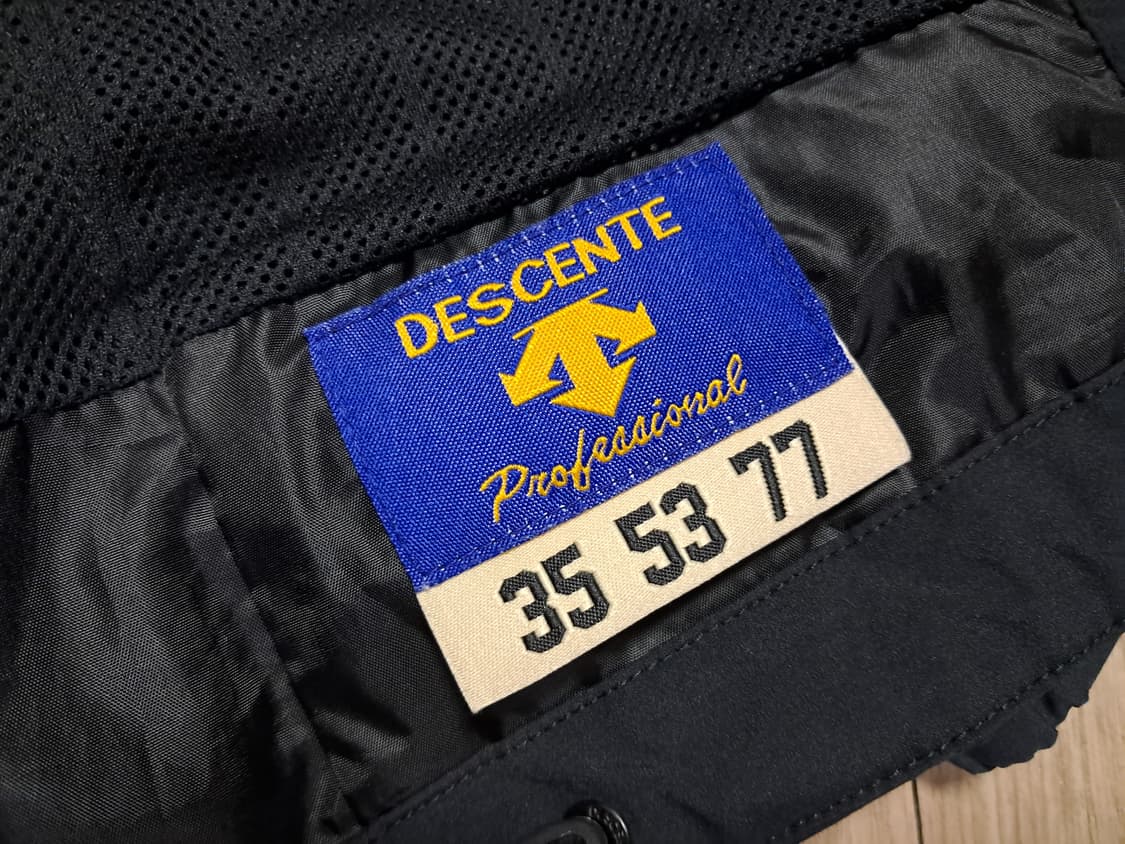 DESCENTE
Professional
35 53 77